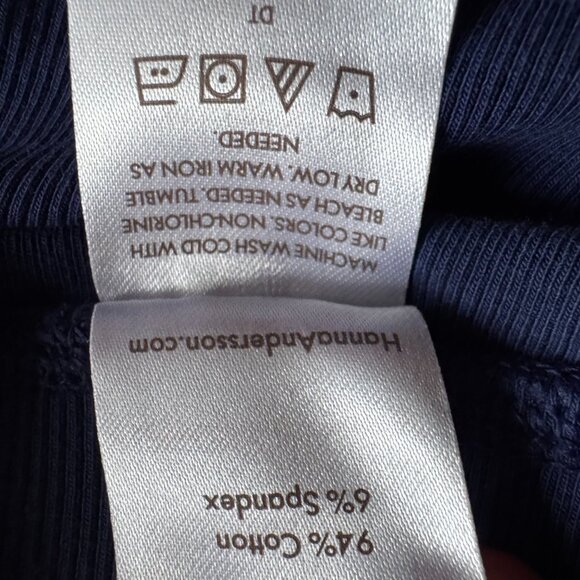 94% Cotton
6% Spandex
HannaAndersson.com
MACHINE WASH COLD WITH
LIKE COLORS. NON-CHLORINE
BLEACH AS NEEDED. TUMBLE
DRY LOW. WARM IRON AS
NEEDED.
DT